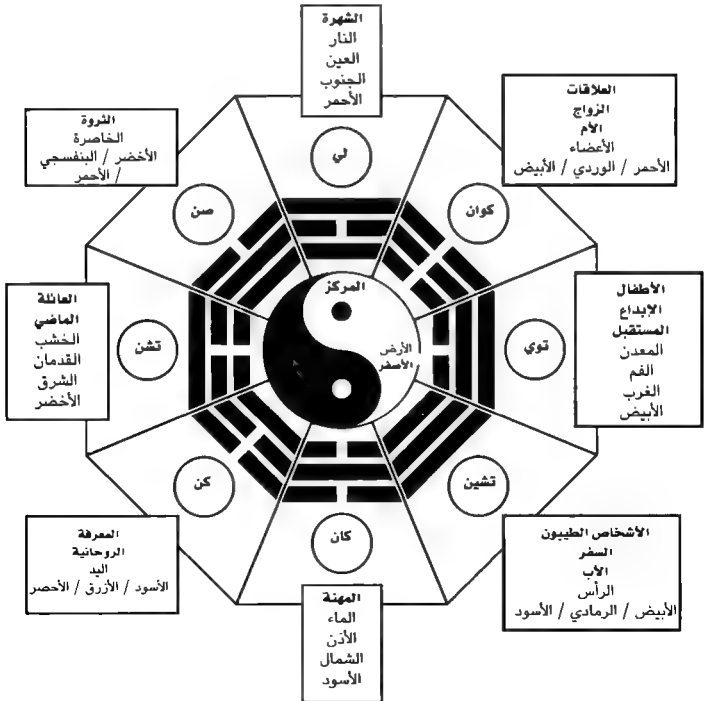 الشهرة
النار
العين
الجنوب
الأحمر
العلاقات
الزواج
الأم
الأعضاء
الأحمر / الوردي / الأبيض
الثروة
الخاصرة
الأخضر / البنفسجي
/ الأحمر
لي
صن
كوان
المركز
الأرض
الأصفر
العائلة
الماضي
الخشب
القدمان
الشرق
الأخضر
تشن
توي
الأطفال
الإبداع
المستقبل
المعدن
الفم
الغرب
الأبيض
كن
كان
تشين
المعرفة
الروحانية
اليد
الأسود / الأزرق / الأحضر
المهنة
الماء
الأذن
الشمال
الأسود
الأشخاص الطيبون
السفر
الأب
الرأس
الأبيض / الرمادي / الأسود